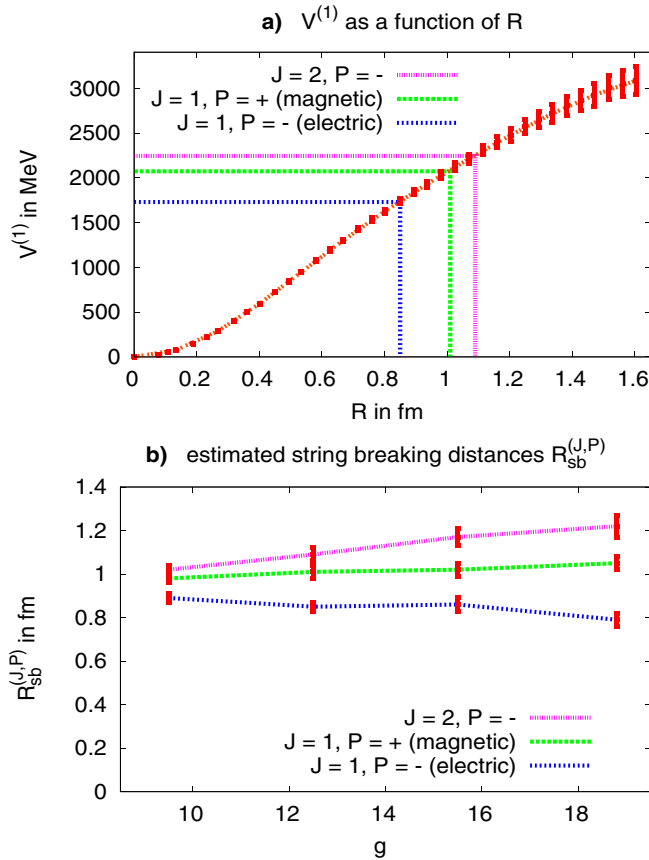 a) V(1) as a function of R
3000
2500
2000
1500
1000
500
0
V(1) in MeV
J = 2, P = -
J = 1, P = + (magnetic)
J = 1, P = - (electric)
0 0.2 0.4 0.6 0.8 1 1.2 1.4 1.6
R in fm
b) estimated string breaking distances R(J,P)sb
1.4
1.2
1
0.8
0.6
0.4
0.2
0
R(J,P)sb in fm
J = 2, P = -
J = 1, P = + (magnetic)
J = 1, P = - (electric)
10 12 14 16 18
g